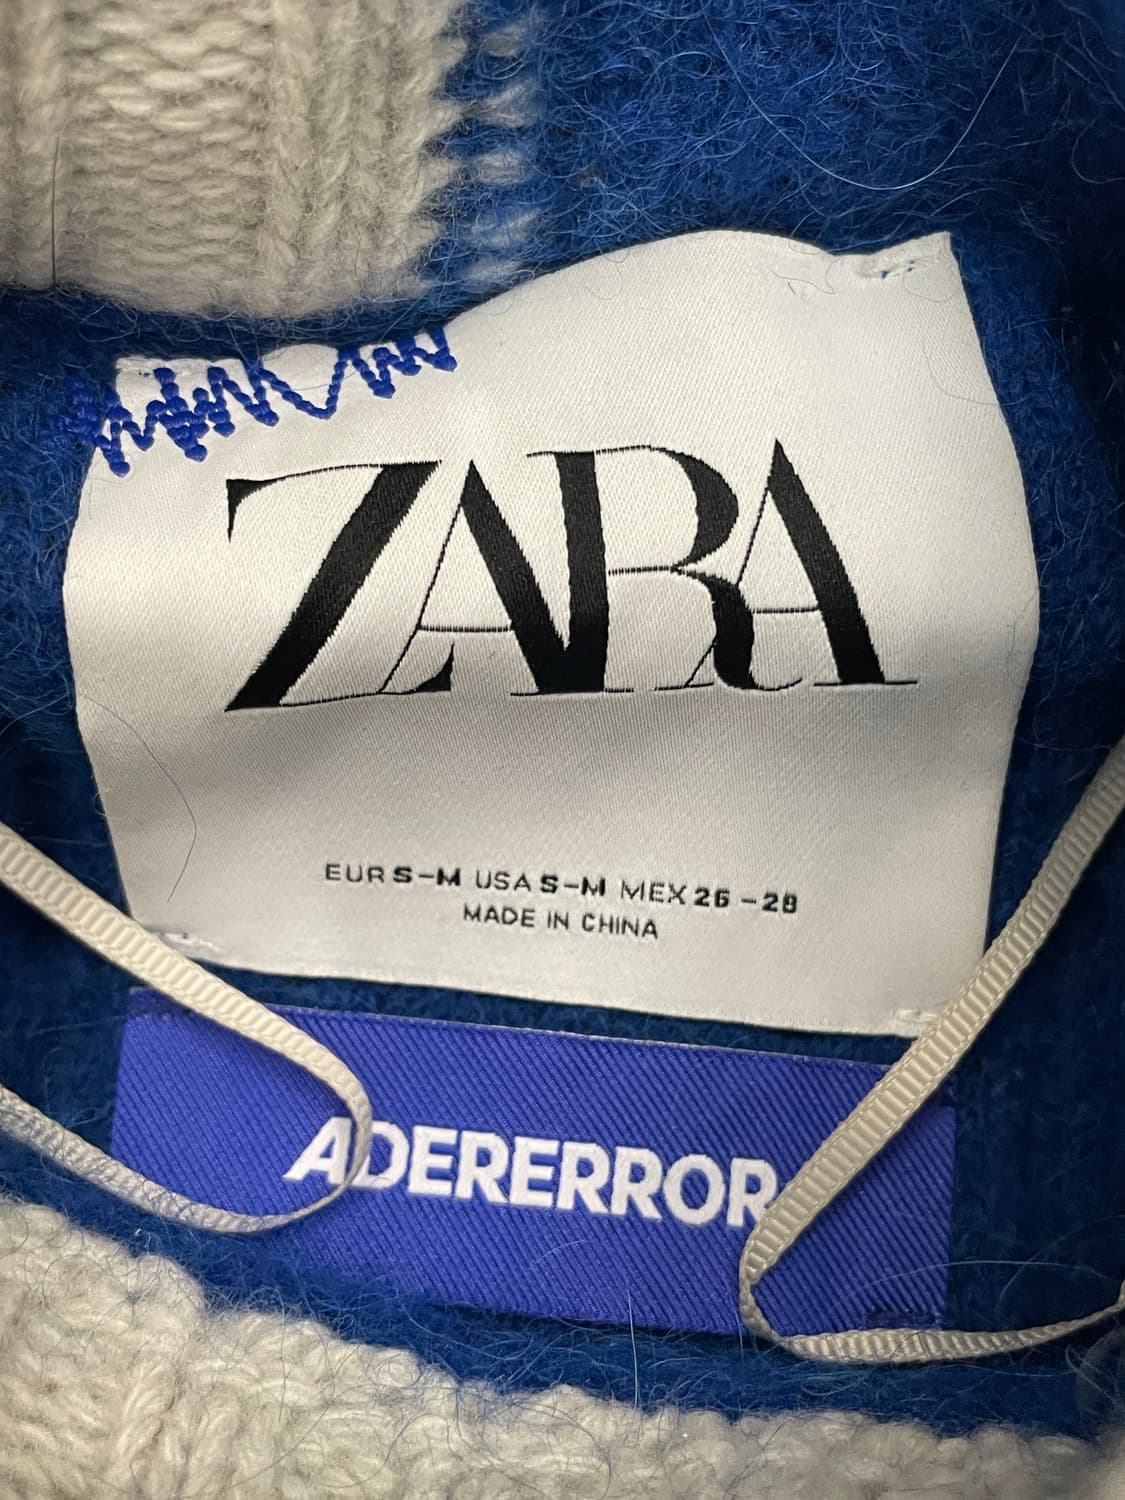 ZARA
EUR S-M USA S-M MEX 26-28
MADE IN CHINA
ADERERROR